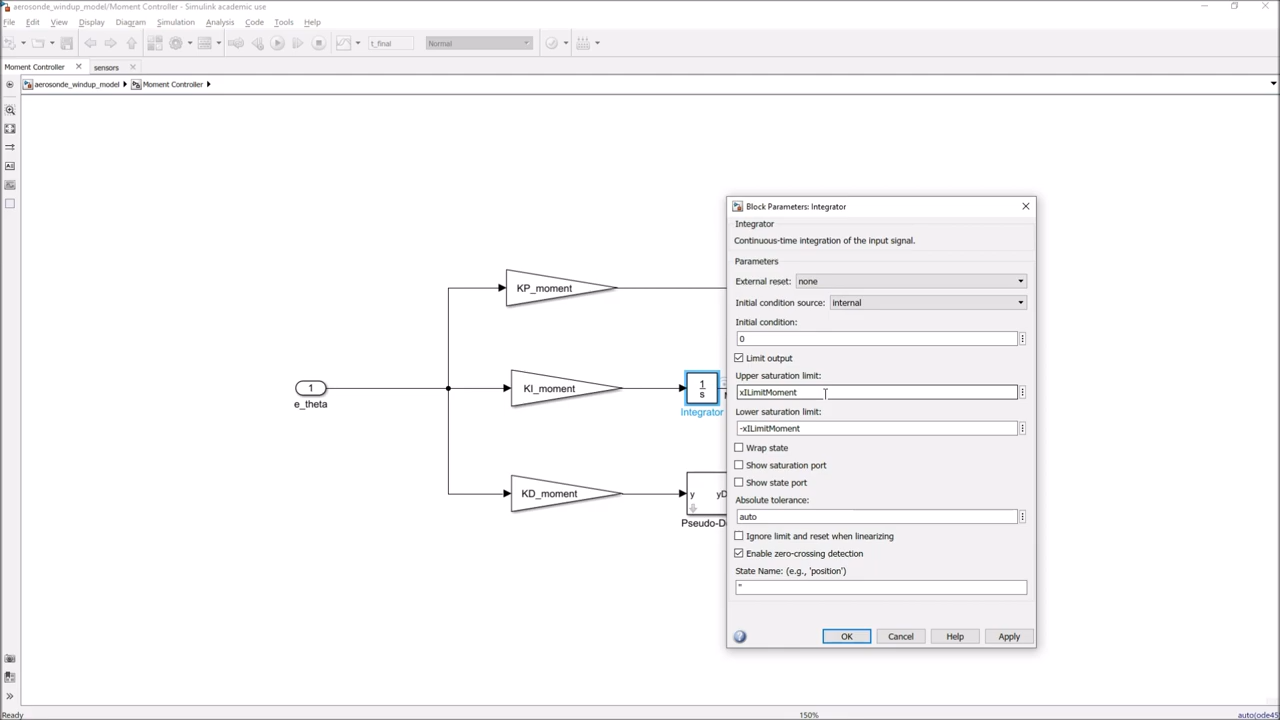 aerosonde_windup_model/Moment Controller - Simulink academic use
File Edit View Display Diagram Simulation Analysis Code Tools Help
t_final Normal
Moment Controller sensors
aerosonde_windup_model Moment Controller
Block Parameters: Integrator
Integrator
Continuous-time integration of the input signal.
Parameters
External reset: none
Initial condition source: internal
Initial condition:
0
Limit output
Upper saturation limit:
xILimitMoment
Lower saturation limit:
-xILimitMoment
Wrap state
Show saturation port
Show state port
Absolute tolerance:
auto
Ignore limit and reset when linearizing
Enable zero-crossing detection
State Name: (e.g., 'position')
''
OK Cancel Help Apply
KP_moment
1
e_theta
KI_moment
1
s
Integrator
KD_moment
y yD
Pseudo-D
Ready 150% auto(ode45